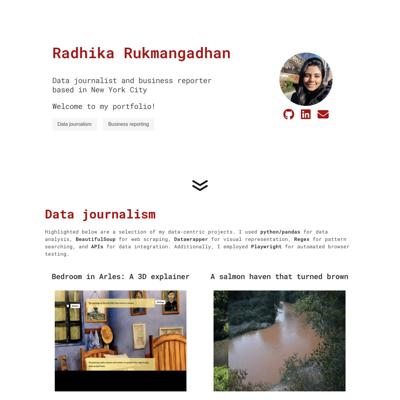 Radhika Rukmangadhan
Data journalist and business reporter
based in New York City
Welcome to my portfolio!
Data journalism
Business reporting
Data journalism
Highlighted below are a selection of my data-centric projects. I used python/pandas for data
analysis, BeautifulSoup for web scraping, Datawrapper for visual representation, Regex for pattern
searching, and APIs for data integration. Additionally, I employed Playwright for automated browser
testing.
Bedroom in Arles: A 3D explainer
A salmon haven that turned brown